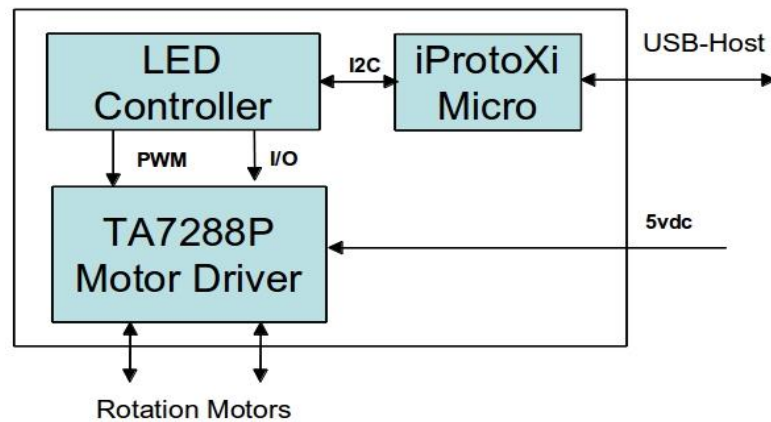 LED
Controller
I2C
iProtoXi
Micro
USB-Host
PWM
I/O
TA7288P
Motor Driver
5vdc
Rotation Motors